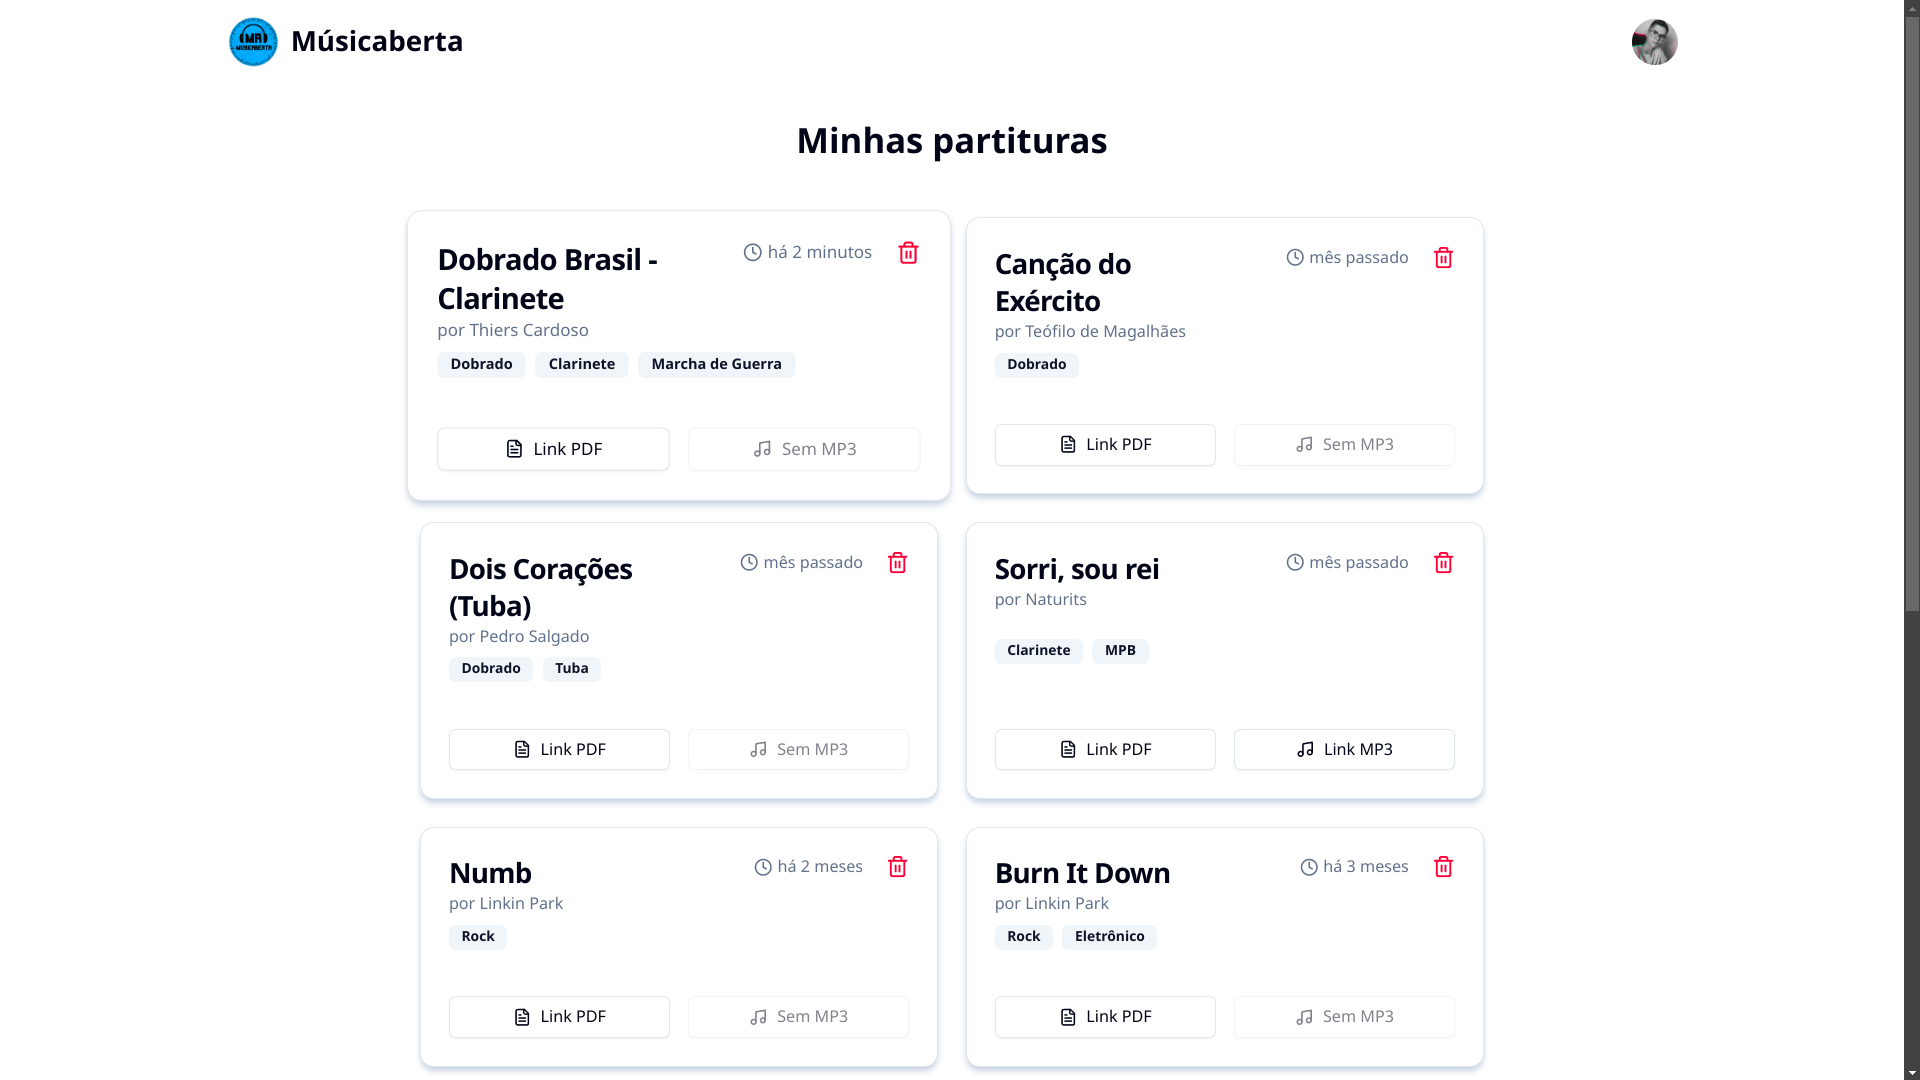 MA
MÚSICABERTA
Músicaberta
Minhas partituras
Dobrado Brasil -
Clarinete
há 2 minutos
por Thiers Cardoso
Dobrado Clarinete Marcha de Guerra
Link PDF Sem MP3
Canção do
Exército
mês passado
por Teófilo de Magalhães
Dobrado
Link PDF Sem MP3
Dois Corações
(Tuba)
mês passado
por Pedro Salgado
Dobrado Tuba
Link PDF Sem MP3
Sorri, sou rei
mês passado
por Naturits
Clarinete MPB
Link PDF Link MP3
Numb
há 2 meses
por Linkin Park
Rock
Link PDF Sem MP3
Burn It Down
há 3 meses
por Linkin Park
Rock Eletrônico
Link PDF Sem MP3